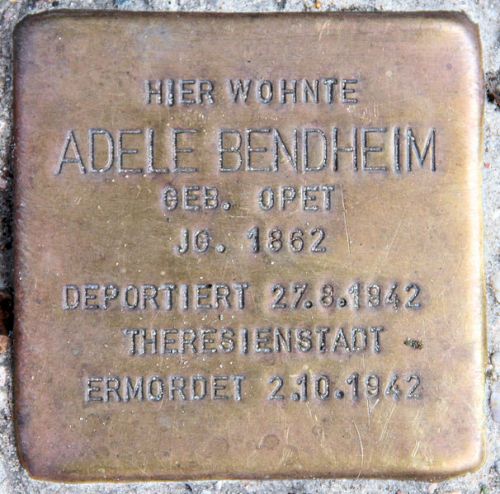 HIER WOHNTE
ADELE BENDHEIM
GEB. OPET
JG. 1862
DEPORTIERT 27.8.1942
THERESIENSTADT
ERMORDET 2.10.1942